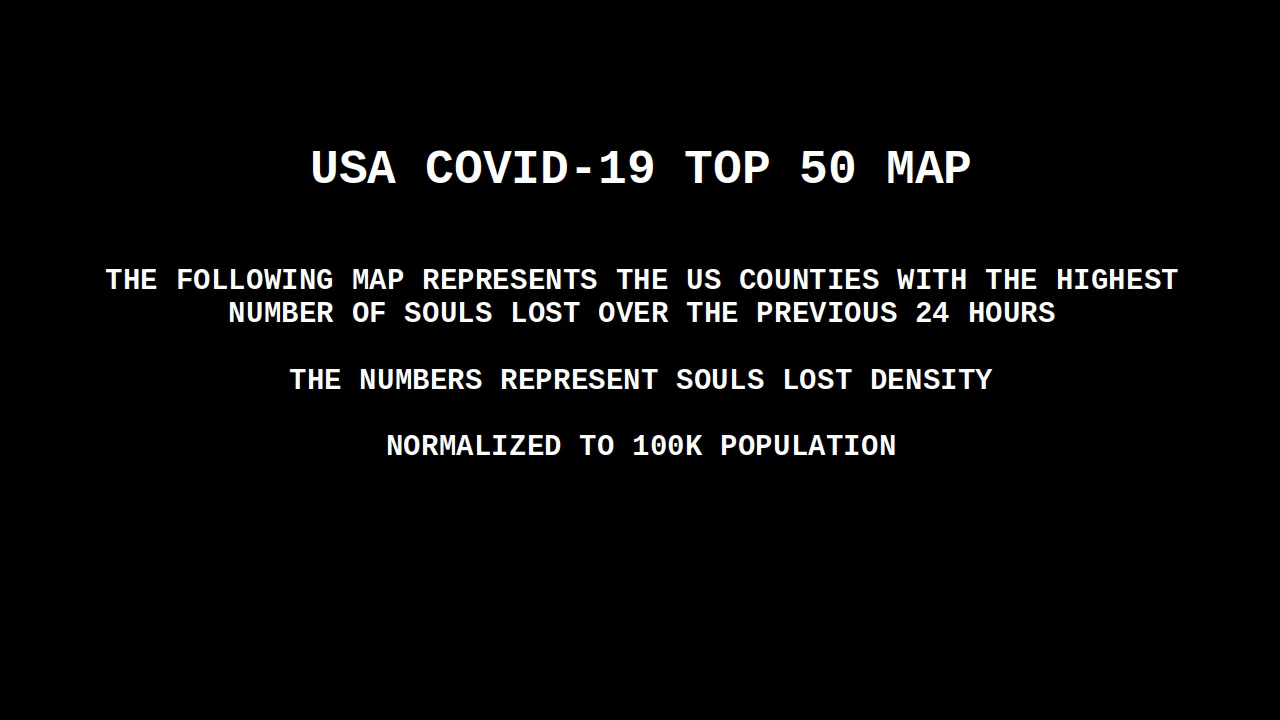 USA COVID-19 TOP 50 MAP
THE FOLLOWING MAP REPRESENTS THE US COUNTIES WITH THE HIGHEST
NUMBER OF SOULS LOST OVER THE PREVIOUS 24 HOURS
THE NUMBERS REPRESENT SOULS LOST DENSITY
NORMALIZED TO 100K POPULATION